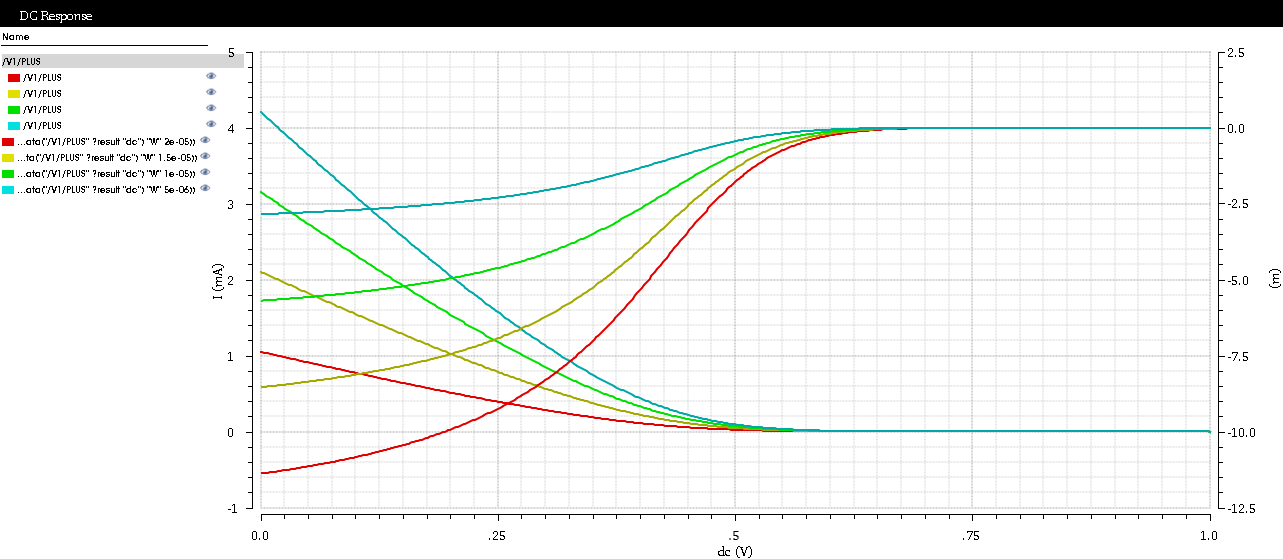 DC Response
Name
/V1/PLUS
/V1/PLUS
/V1/PLUS
/V1/PLUS
/V1/PLUS
...ata("/V1/PLUS" ?result "dc") "W" 2e-05))
...ta("/V1/PLUS" ?result "dc") "W" 1.5e-05))
...ata("/V1/PLUS" ?result "dc") "W" 1e-05))
...ata("/V1/PLUS" ?result "dc") "W" 5e-06))
5
4
3
2
1
0
-1
I (mA)
2.5
0.0
-2.5
-5.0
-7.5
-10.0
-12.5
(m)
0.0
.25
.5
.75
1.0
dc (V)